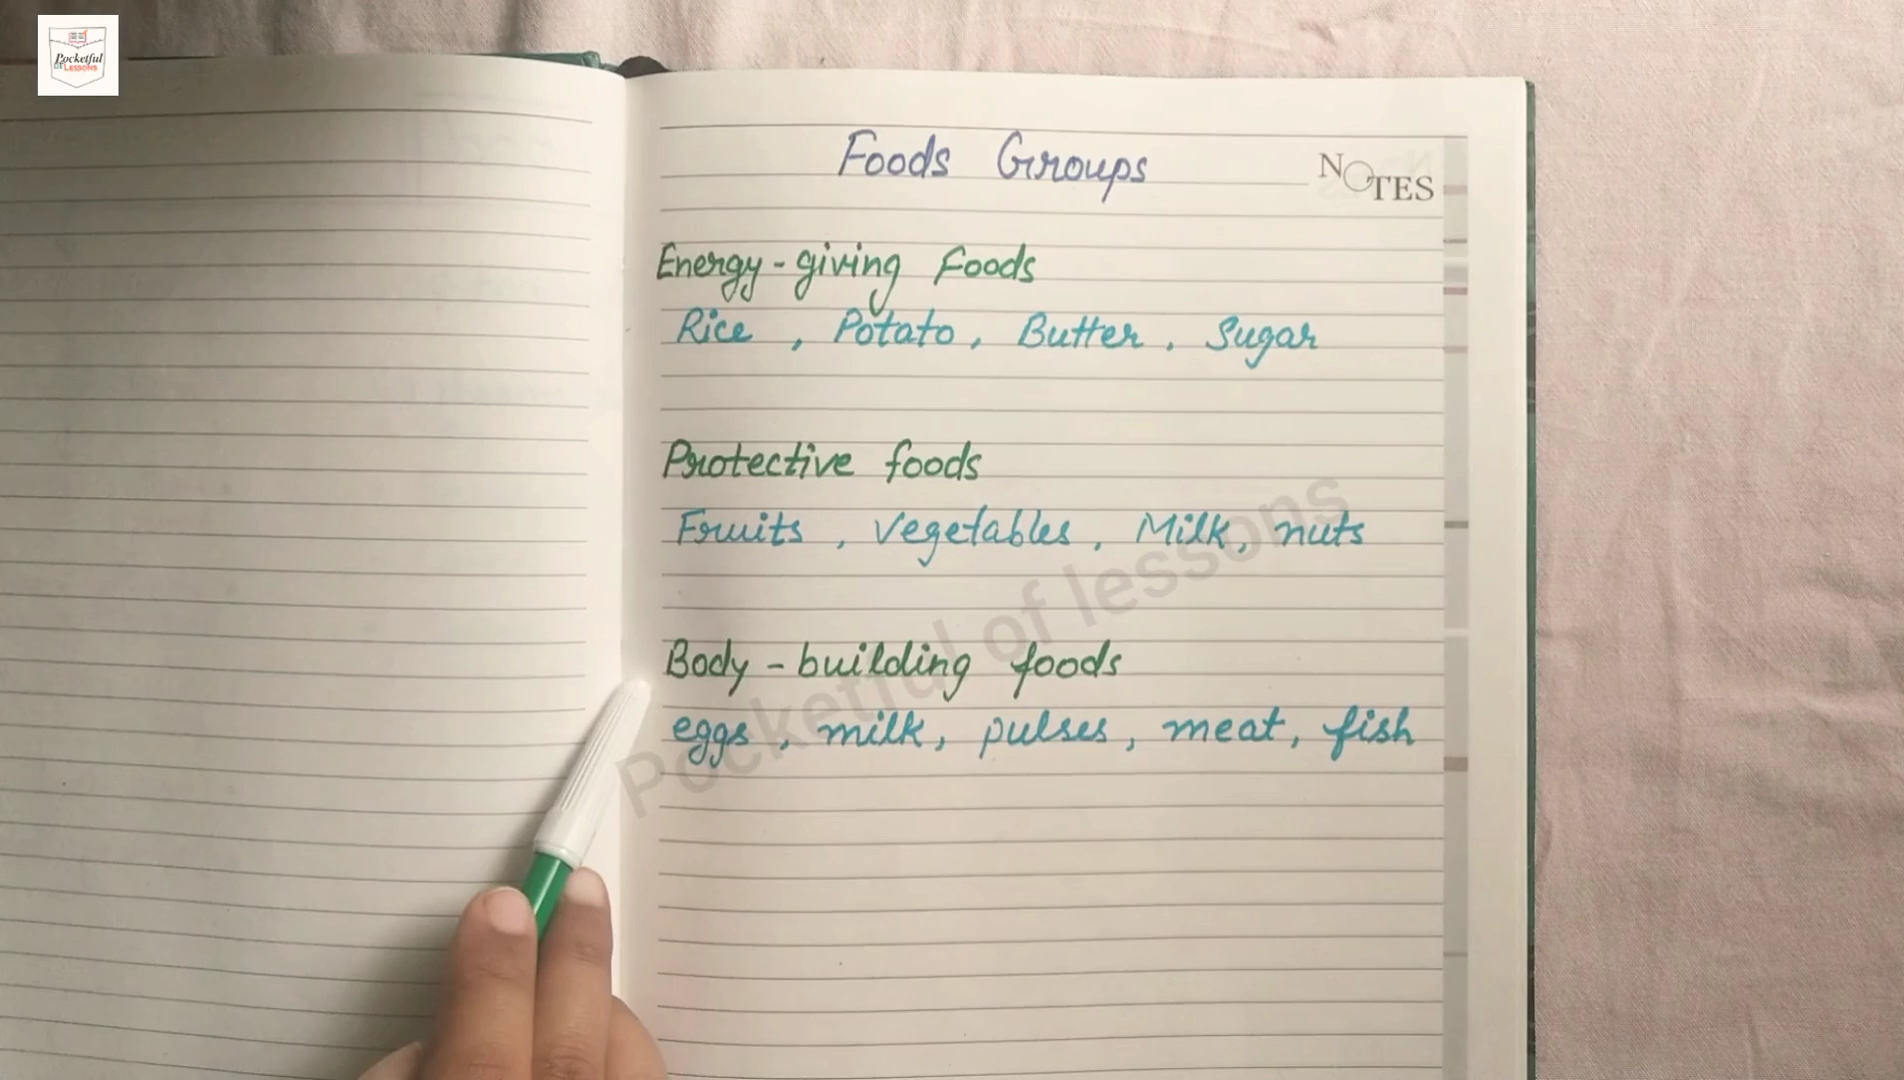 Pocketful
OF LESSONS
Foods Groups
NOTES
Energy-giving Foods
Rice, Potato, Butter, Sugar
Protective foods
Fruits, Vegetables, Milk, nuts
Body-building foods
eggs, milk, pulses, meat, fish
Pocketful of lessons